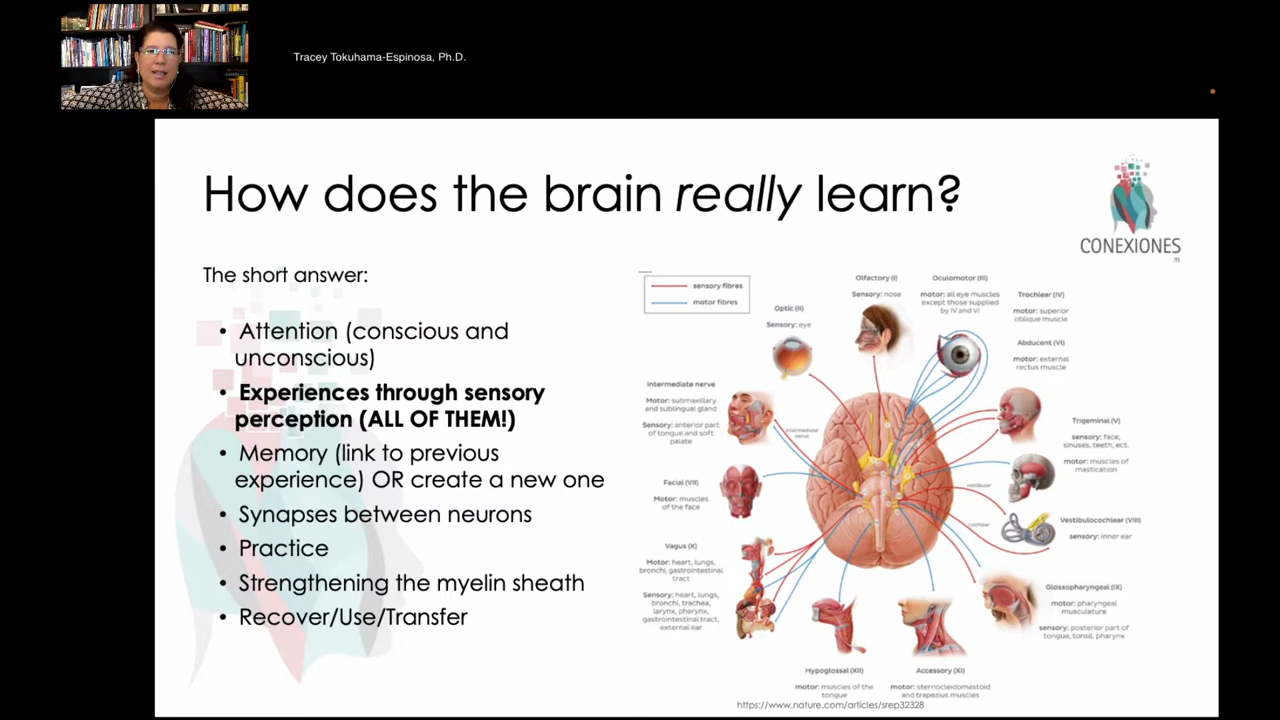 Tracey Tokuhama-Espinosa, Ph.D.
How does the brain really learn?
CONEXIONES
The short answer:
• Attention (conscious and
unconscious)
• Experiences through sensory
perception (ALL OF THEM!)
• Memory (link to previous
experience) OR create a new one
• Synapses between neurons
• Practice
• Strengthening the myelin sheath
• Recover/Use/Transfer
sensory fibres
motor fibres
Optic (II)
Sensory: eye
Olfactory (I)
Sensory: nose
Oculomotor (III)
motor: all eye muscles
except those supplied
by IV and VI
Trochlear (IV)
motor: superior
oblique muscle
Abducent (VI)
motor: external
rectus muscle
Intermediate nerve
Motor: submaxillary
and sublingual gland
Sensory: anterior part
of tongue and soft
palate
intermediate
nerve
Trigeminal (V)
sensory: face,
sinuses, teeth, ect.
motor: muscles of
mastication
Facial (VII)
Motor: muscles
of the face
vestibular
cochlear
Vestibulocochlear (VIII)
sensory: inner ear
Vagus (X)
Motor: heart, lungs,
bronchi, gastrointestinal
tract
Sensory: heart, lungs,
bronchi, trachea,
larynx, pharynx,
gastrointestinal tract,
external ear
Glossopharyngeal (IX)
motor: pharyngeal
musculature
sensory: posterior part of
tongue, tonsil, pharynx
Hypoglossal (XII)
motor: muscles of the
tongue
Accessory (XI)
motor: sternocleidomastoid
and trapezius muscles
https://www.nature.com/articles/srep32328